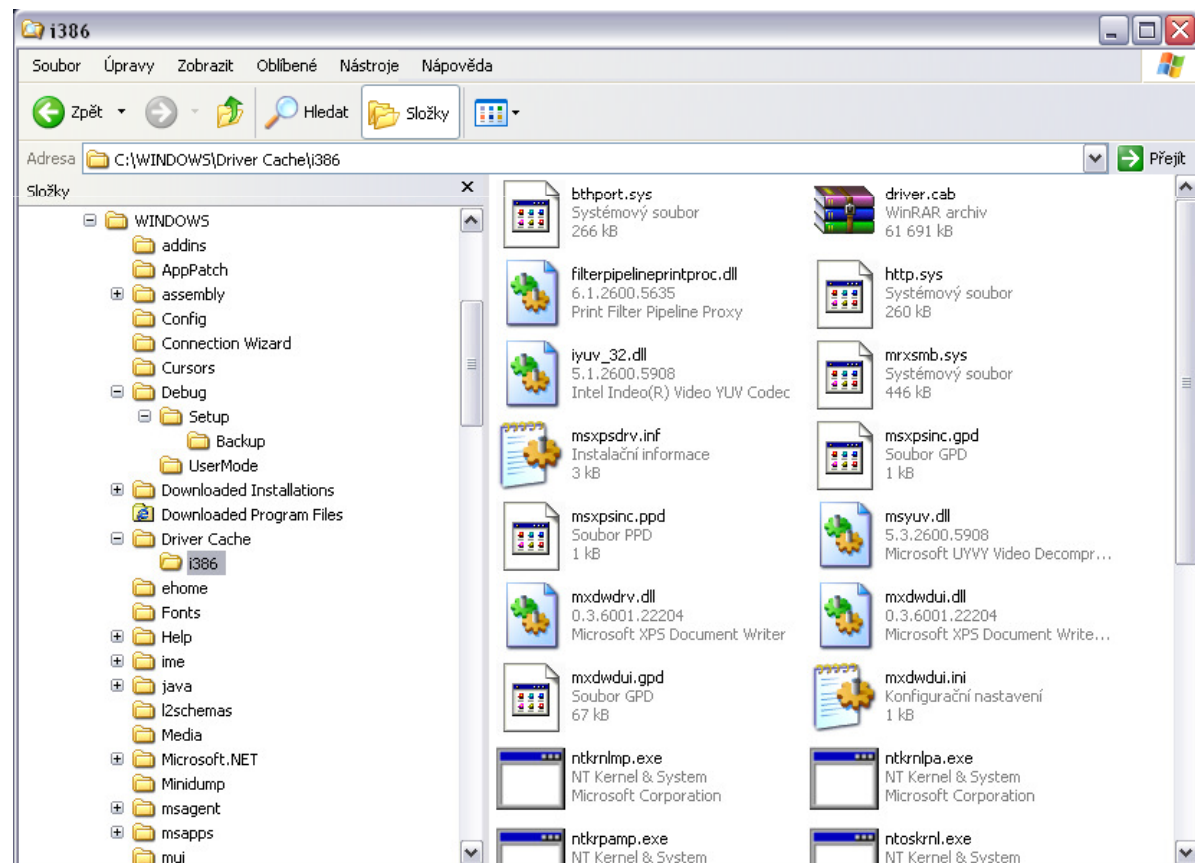 i386
Soubor Úpravy Zobrazit Oblíbené Nástroje Nápověda
Zpět Hledat Složky
Adresa C:\WINDOWS\Driver Cache\i386 Přejít
Složky
WINDOWS
addins
AppPatch
assembly
Config
Connection Wizard
Cursors
Debug
Setup
Backup
UserMode
Downloaded Installations
Downloaded Program Files
Driver Cache
i386
ehome
Fonts
Help
ime
java
l2schemas
Media
Microsoft.NET
Minidump
msagent
msapps
mui
bthport.sys
Systémový soubor
266 kB
driver.cab
WinRAR archiv
61 691 kB
filterpipelineprintproc.dll
6.1.2600.5635
Print Filter Pipeline Proxy
http.sys
Systémový soubor
260 kB
iyuv_32.dll
5.1.2600.5908
Intel Indeo(R) Video YUV Codec
mrxsmb.sys
Systémový soubor
446 kB
msxpsdrv.inf
Instalační informace
3 kB
msxpsinc.gpd
Soubor GPD
1 kB
msxpsinc.ppd
Soubor PPD
1 kB
msyuv.dll
5.3.2600.5908
Microsoft UYVY Video Decompr...
mxdwdrv.dll
0.3.6001.22204
Microsoft XPS Document Writer
mxdwdui.dll
0.3.6001.22204
Microsoft XPS Document Write...
mxdwdui.gpd
Soubor GPD
67 kB
mxdwdui.ini
Konfigurační nastavení
1 kB
ntkrnlmp.exe
NT Kernel & System
Microsoft Corporation
ntkrnlpa.exe
NT Kernel & System
Microsoft Corporation
ntkrpamp.exe
NT Kernel & System
ntoskrnl.exe
NT Kernel & System